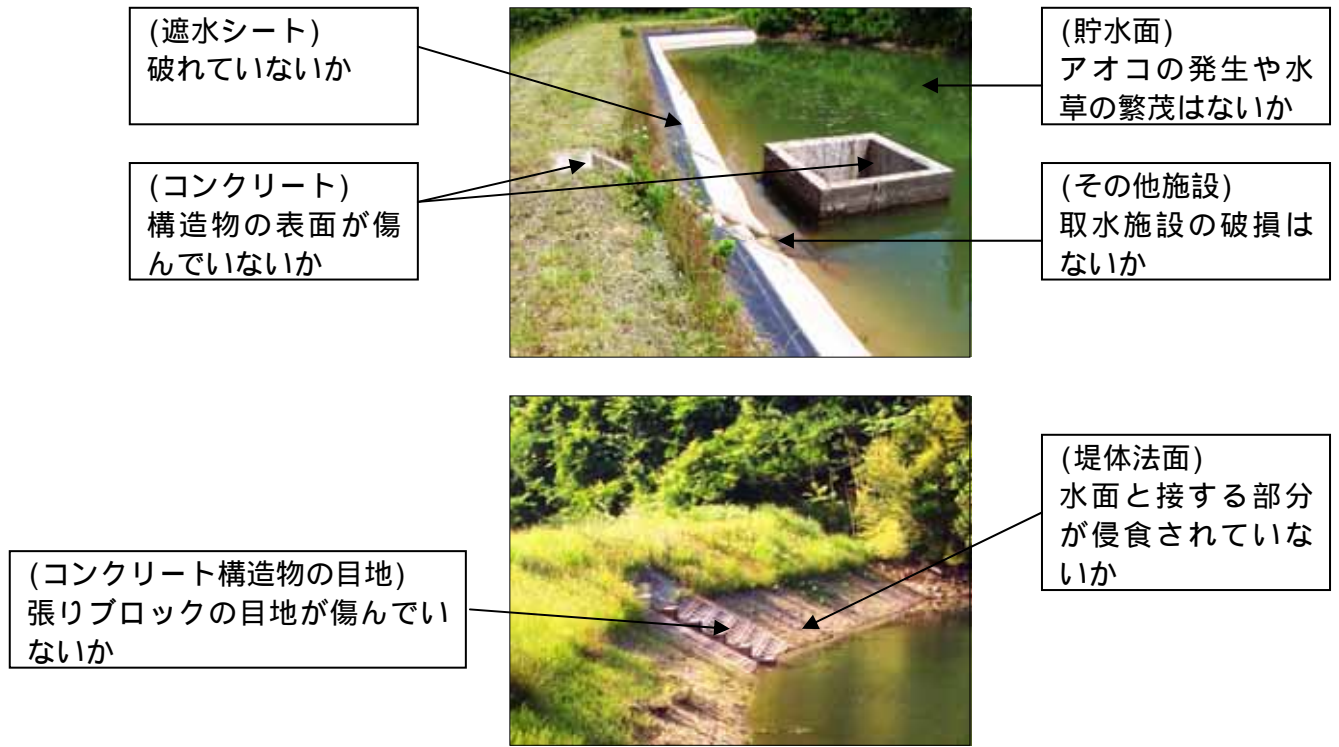 (遮水シート)
破れていないか
(コンクリート)
構造物の表面が傷
んでいないか
(貯水面)
アオコの発生や水
草の繁茂はないか
(その他施設)
取水施設の破損は
ないか
(コンクリート構造物の目地)
張りブロックの目地が傷んでい
ないか
(堤体法面)
水面と接する部分
が侵食されていな
いか